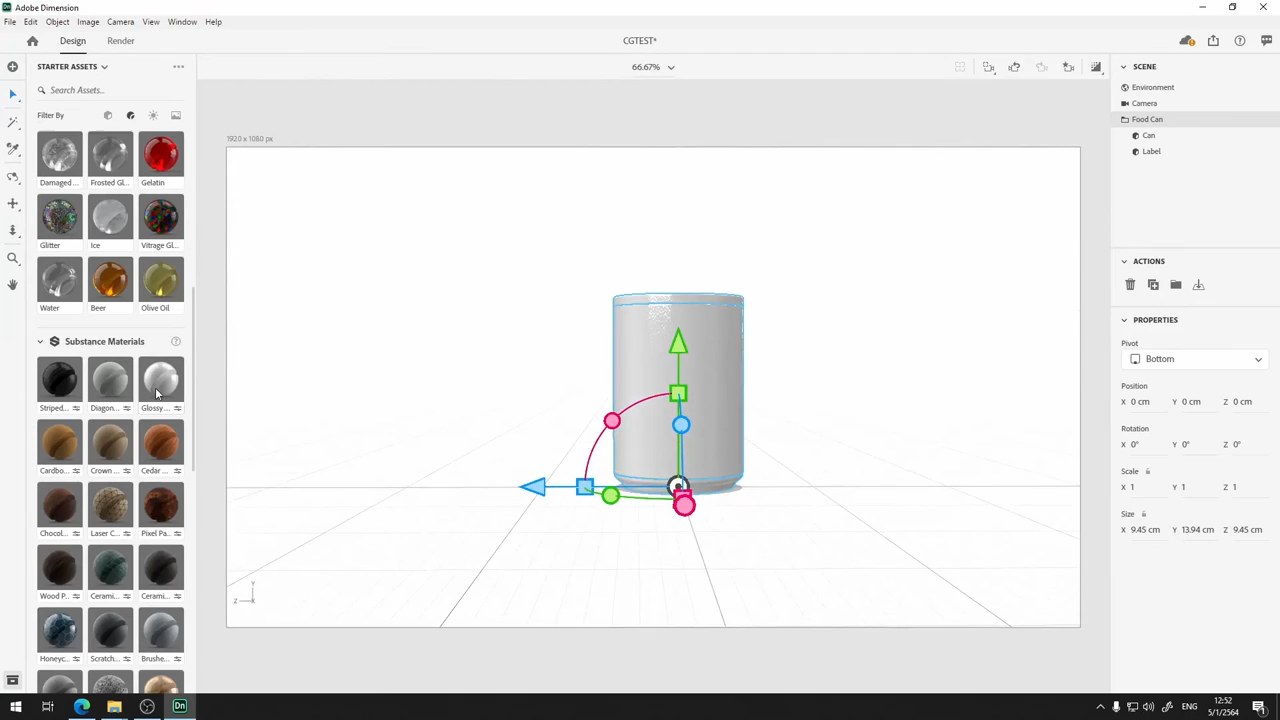 Dn Adobe Dimension
File Edit Object Image Camera View Window Help
Design Render CGTEST*
STARTER ASSETS
Search Assets...
Filter By
66.67%
1920 x 1080 px
Damaged ... Frosted Gl... Gelatin
Glitter Ice Vitrage Gl...
Water Beer Olive Oil
Substance Materials
Striped... Diagon... Glossy ...
Cardbo... Crown ... Cedar ...
Chocol... Laser C... Pixel Pa...
Wood P... Cerami... Cerami...
Honeyc... Scratch... Brushe...
Y
Z X
SCENE
Environment
Camera
Food Can
Can
Label
ACTIONS
PROPERTIES
Pivot
Bottom
Position
X 0 cm Y 0 cm Z 0 cm
Rotation
X 0° Y 0° Z 0°
Scale
X 1 Y 1 Z 1
Size
X 9.45 cm Y 13.94 cm Z 9.45 cm
Dn
ENG
12:52
5/1/2564